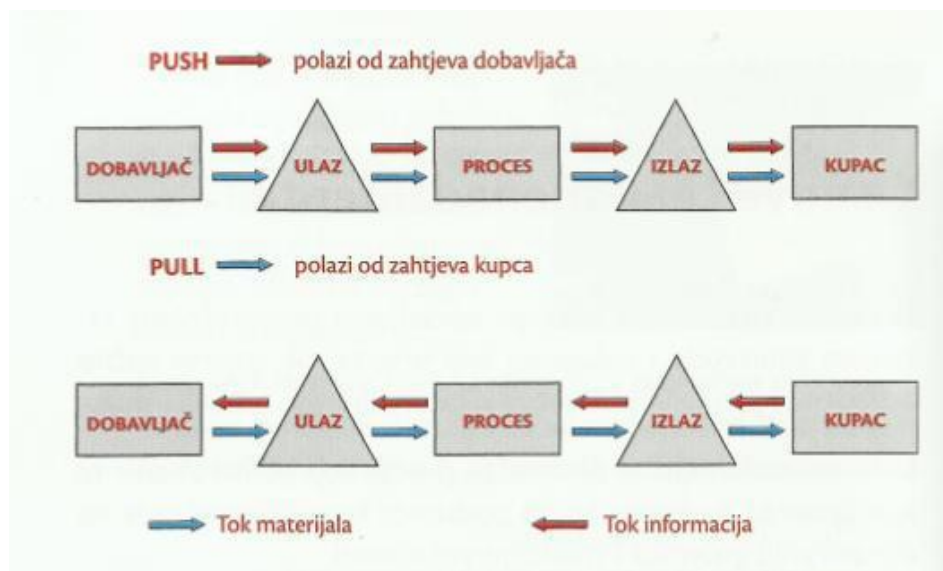 PUSH polazi od zahtjeva dobavljača
DOBAVLJAČ ULAZ PROCES IZLAZ KUPAC
PULL polazi od zahtjeva kupca
DOBAVLJAČ ULAZ PROCES IZLAZ KUPAC
Tok materijala Tok informacija